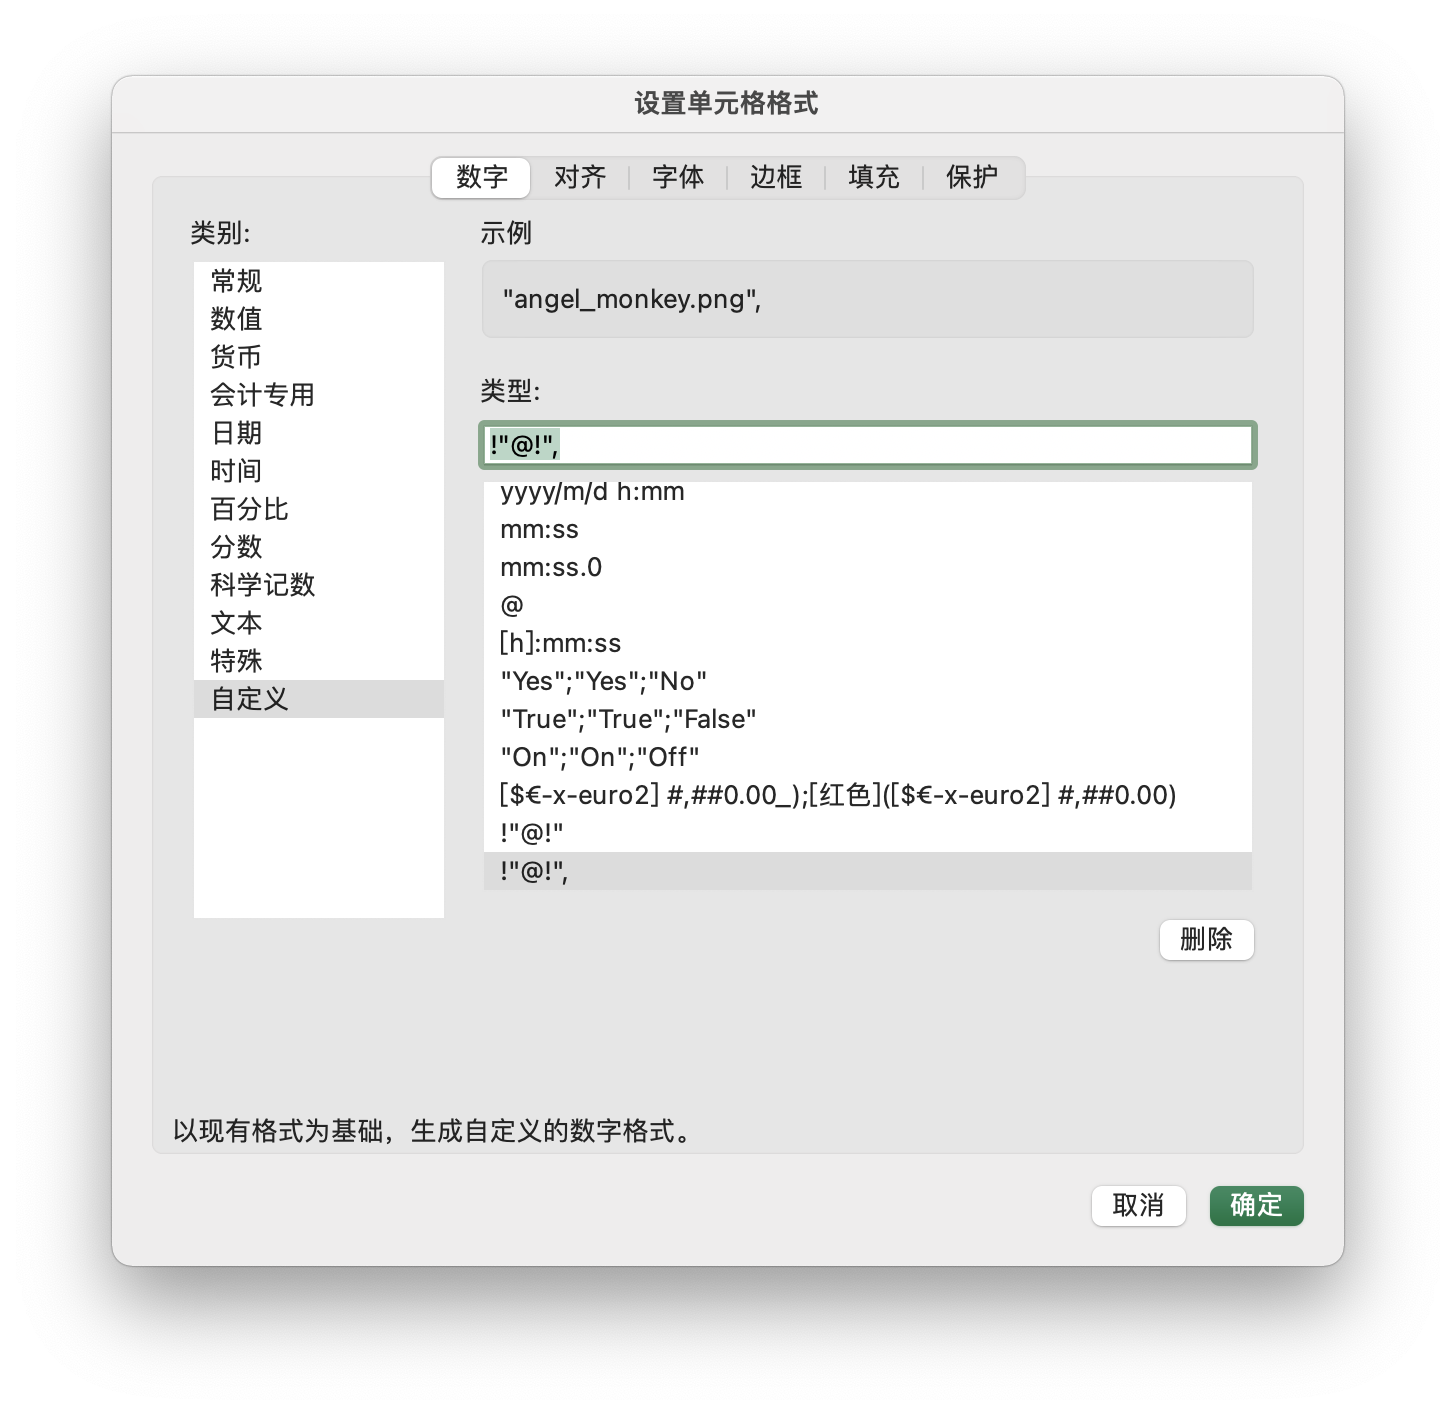 设置单元格格式
数字 对齐 字体 边框 填充 保护
类别:
常规
数值
货币
会计专用
日期
时间
百分比
分数
科学记数
文本
特殊
自定义
示例
"angel_monkey.png",
类型:
!"@!",
yyyy/m/d h:mm
mm:ss
mm:ss.0
@
[h]:mm:ss
"Yes";"Yes";"No"
"True";"True";"False"
"On";"On";"Off"
[$€-x-euro2] #,##0.00_);[红色]([$€-x-euro2] #,##0.00)
!"@!"
!"@!",
删除
以现有格式为基础，生成自定义的数字格式。
取消 确定